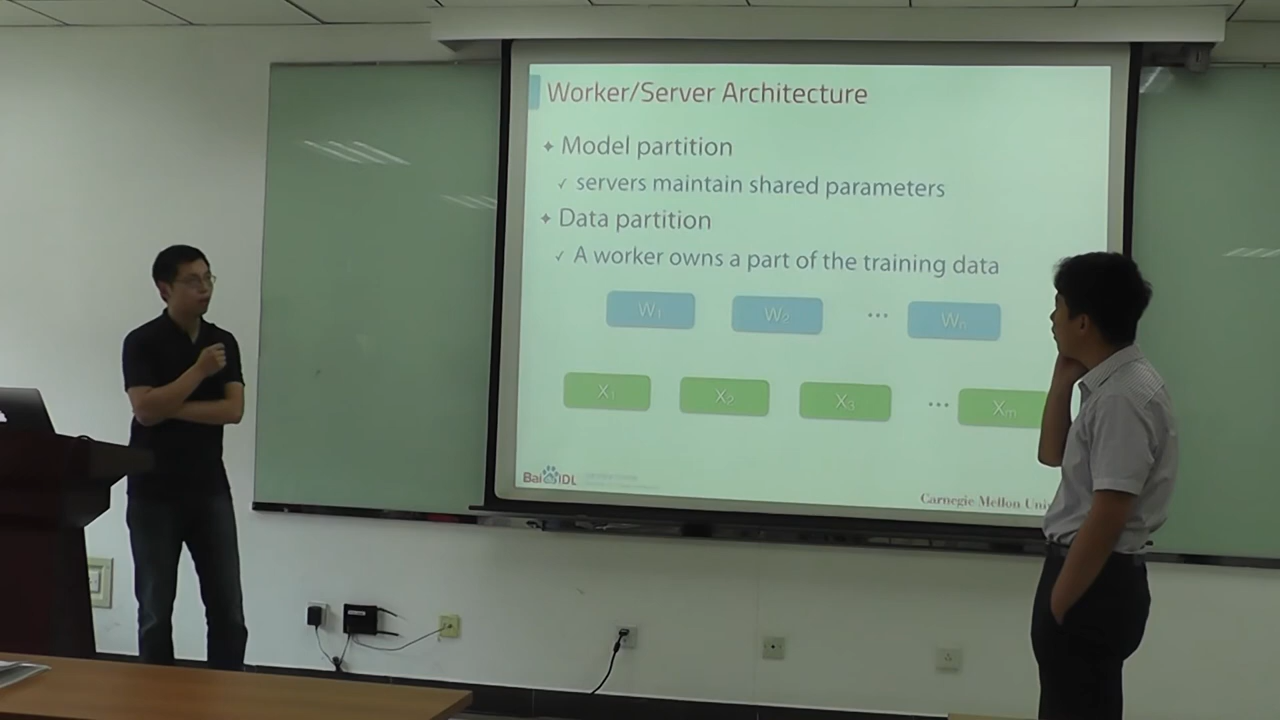 Worker/Server Architecture
Model partition
✓ servers maintain shared parameters
Data partition
✓ A worker owns a part of the training data
W₁ W₂ ... Wₙ
X₁ X₂ X₃ ... Xₘ
Bai IDL
Carnegie Mellon Uni